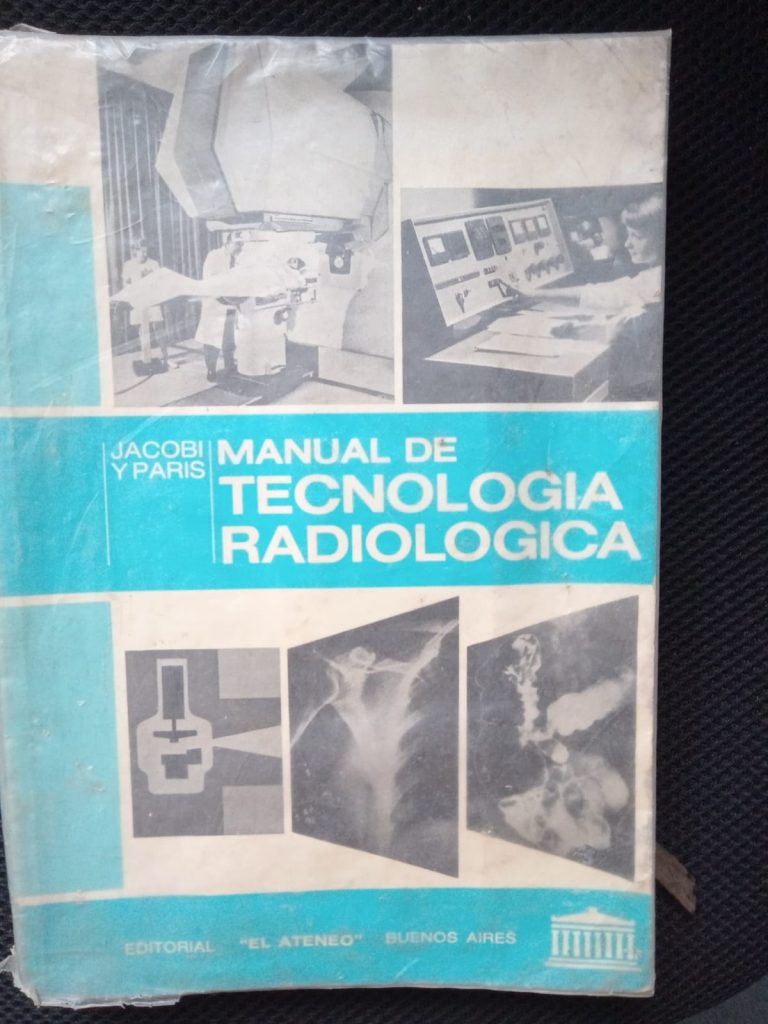 JACOBI
Y PARIS
MANUAL DE
TECNOLOGIA
RADIOLOGICA
EDITORIAL "EL ATENEO" BUENOS AIRES